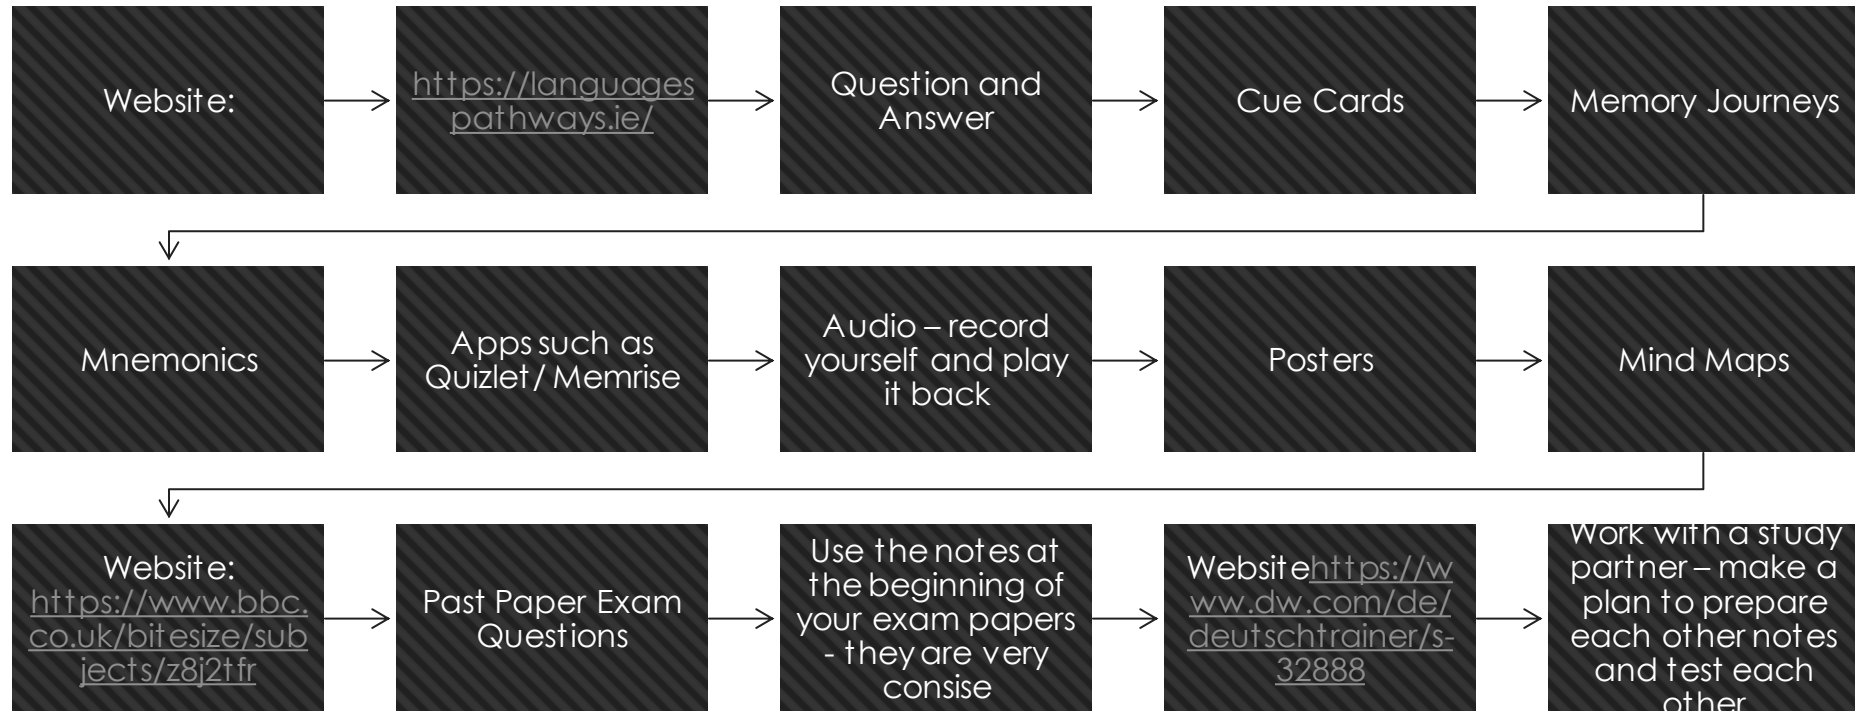 Website:
https://languages
pathways.ie/
Question and
Answer
Cue Cards
Memory Journeys
Mnemonics
Apps such as
Quizlet / Memrise
Audio – record
yourself and play
it back
Posters
Mind Maps
Website:
https://www.bbc.
co.uk/bitesize/sub
jects/z8j2tfr
Past Paper Exam
Questions
Use the notes at
the beginning of
your exam papers
- they are very
consise
Websitehttps://w
ww.dw.com/de/
deutschtrainer/s-
32888
Work with a study
partner – make a
plan to prepare
each other notes
and test each
other